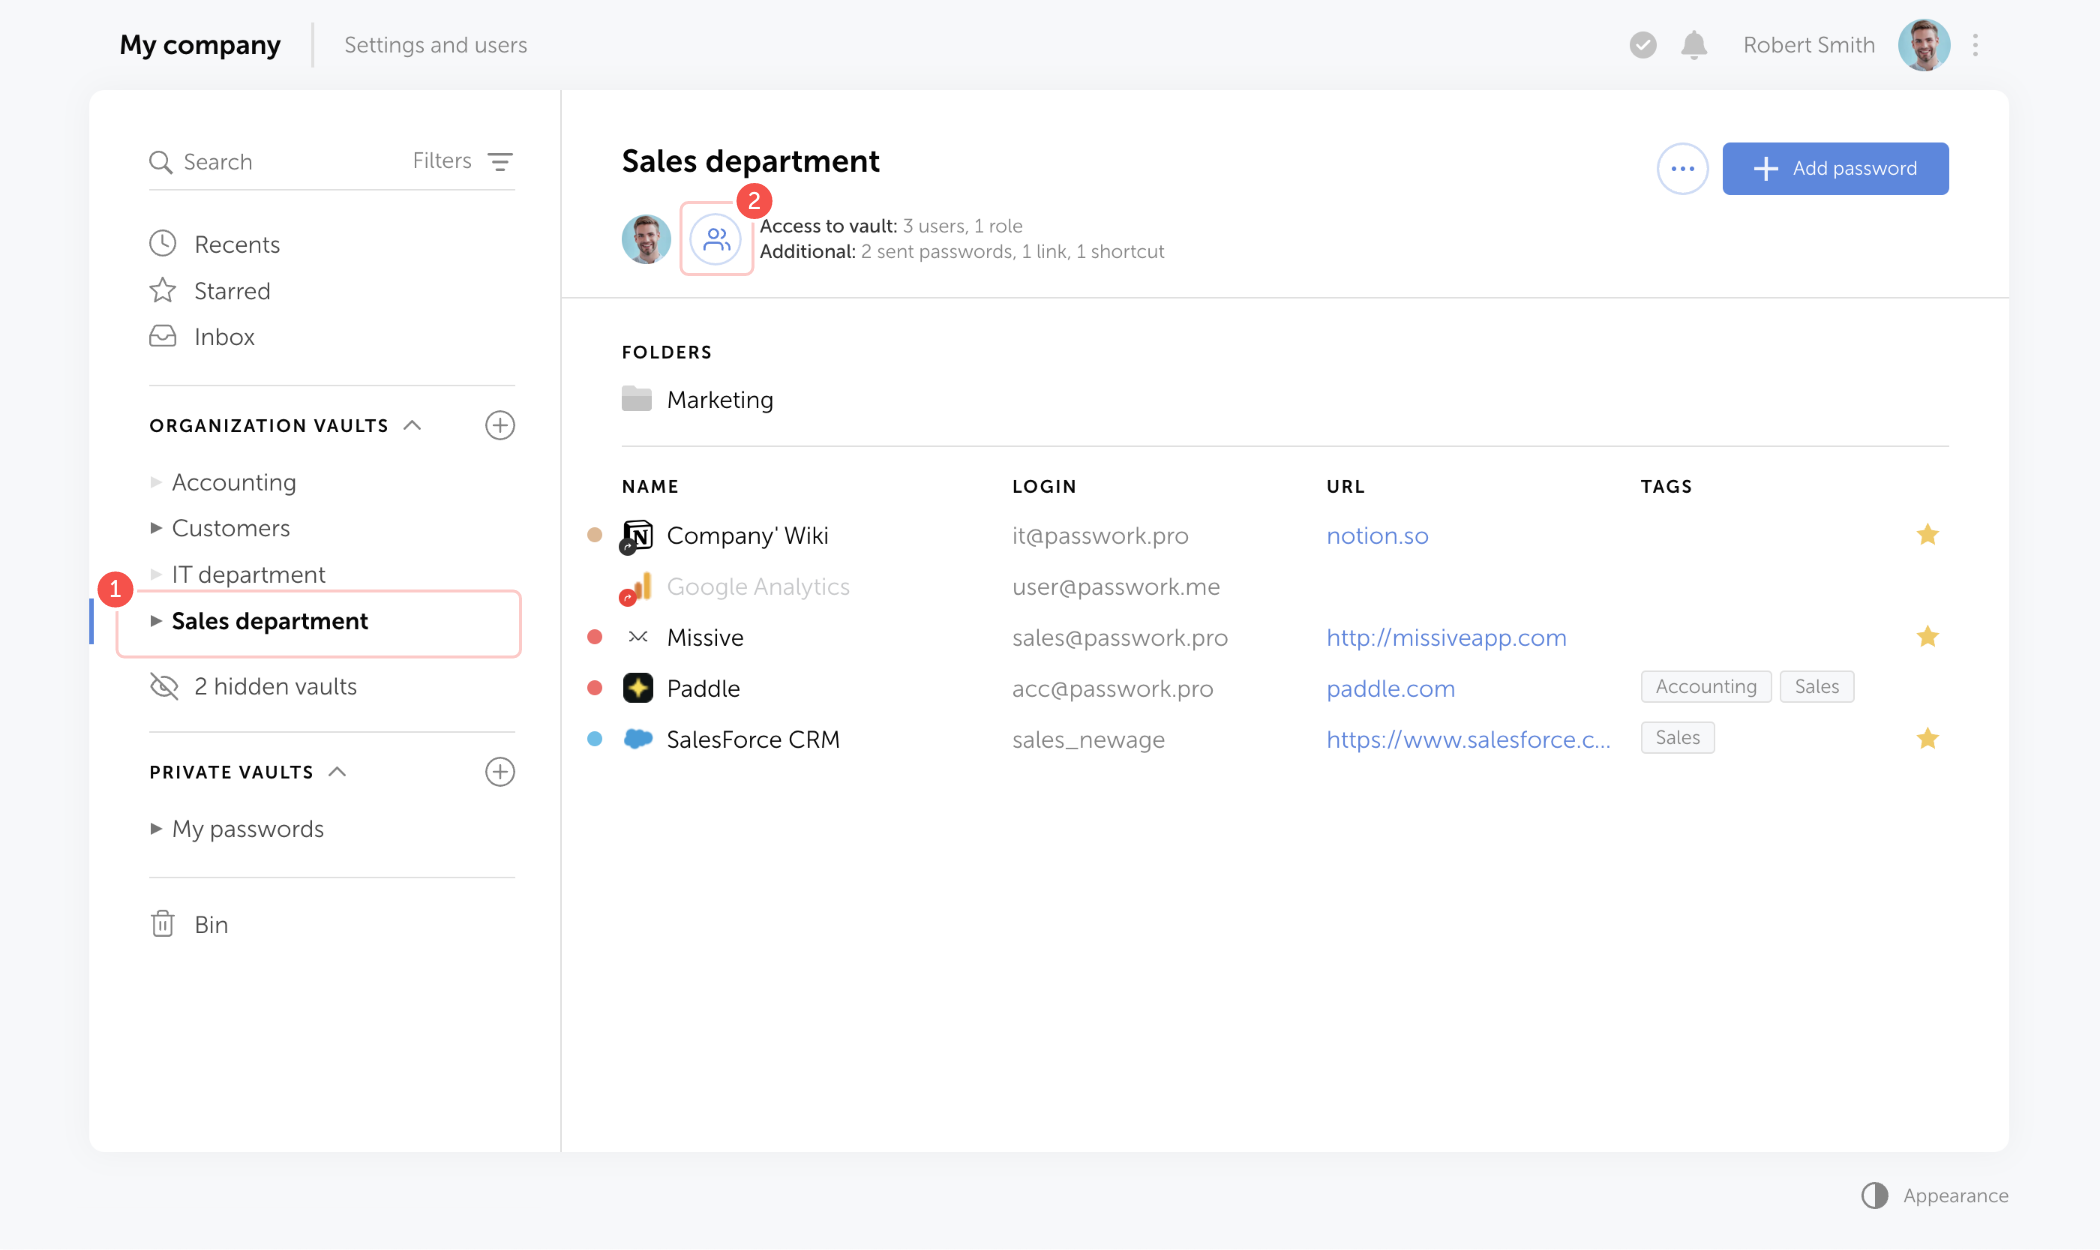 My company
Settings and users
Robert Smith
Search
Filters
Recents
Starred
Inbox
ORGANIZATION VAULTS
Accounting
Customers
IT department
1
Sales department
2 hidden vaults
PRIVATE VAULTS
My passwords
Bin
Sales department
Add password
2
Access to vault: 3 users, 1 role
Additional: 2 sent passwords, 1 link, 1 shortcut
FOLDERS
Marketing
NAME LOGIN URL TAGS
Company' Wiki it@passwork.pro notion.so
Google Analytics user@passwork.me
Missive sales@passwork.pro http://missiveapp.com
Paddle acc@passwork.pro paddle.com Accounting Sales
SalesForce CRM sales_newage https://www.salesforce.c... Sales
Appearance